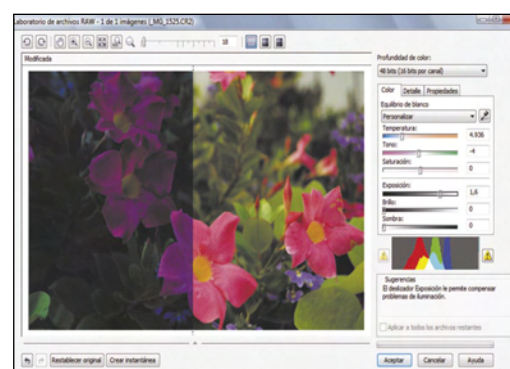 Laboratorio de archivos RAW - 1 de 1 imágenes (_MG_1525.CR2)
18
Modificada
Profundidad de color:
48 bits (16 bits por canal)
Color Detalle Propiedades
Equilibrio de blanco
Personalizar
Temperatura:
4.936
Tono:
-4
Saturación:
0
Exposición:
1,6
Brillo:
0
Sombra:
0
Sugerencias
El deslizador Exposición le permite compensar
problemas de iluminación.
Aplicar a todos los archivos restantes
Restablecer original Crear instantánea
Aceptar Cancelar Ayuda